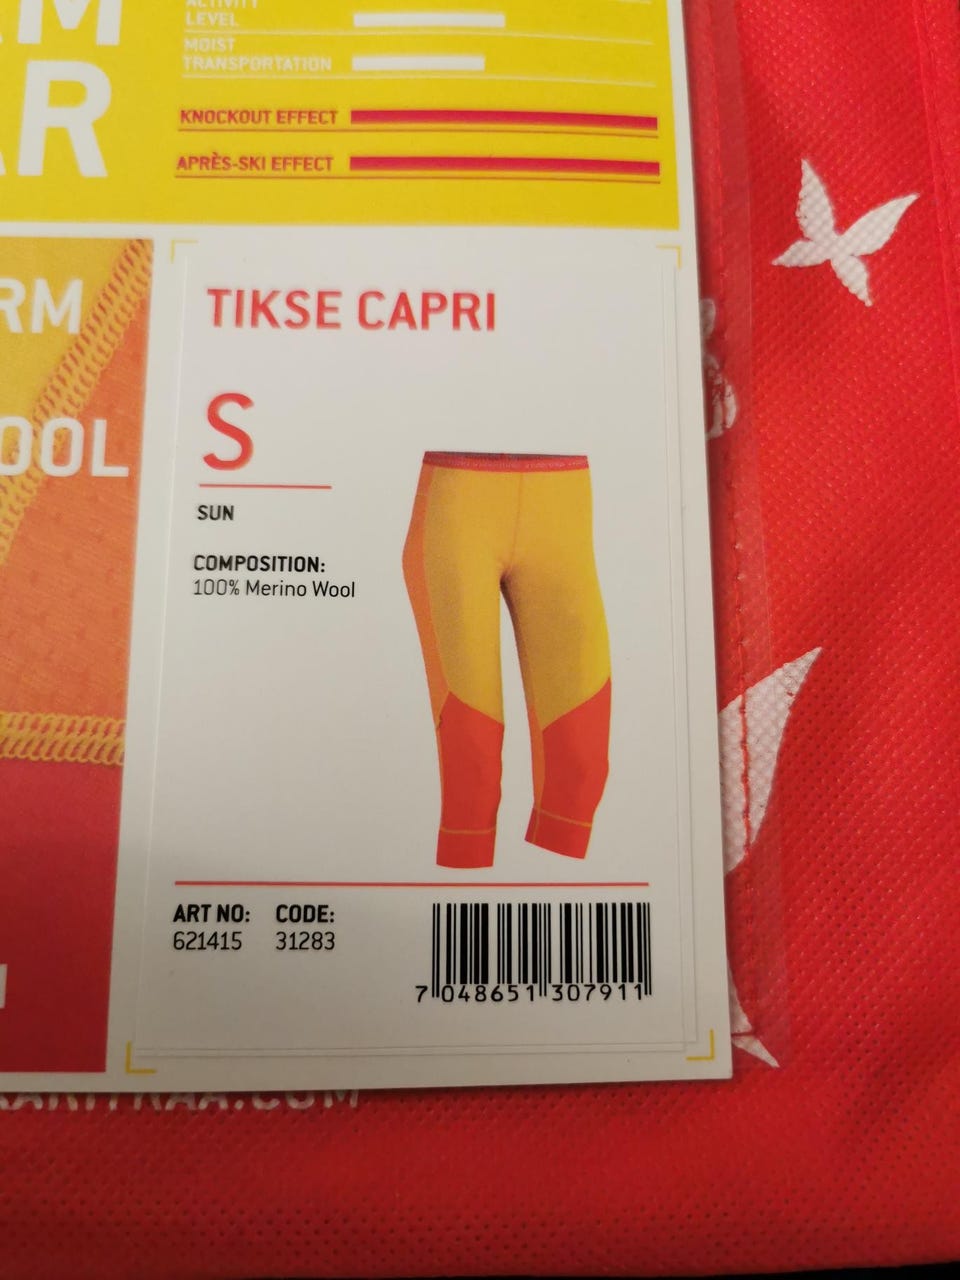 LEVEL
MOIST
TRANSPORTATION
KNOCKOUT EFFECT
APRÈS-SKI EFFECT
TIKSE CAPRI
S
SUN
COMPOSITION:
100% Merino Wool
ART NO: CODE:
621415 31283
7 048651 307911